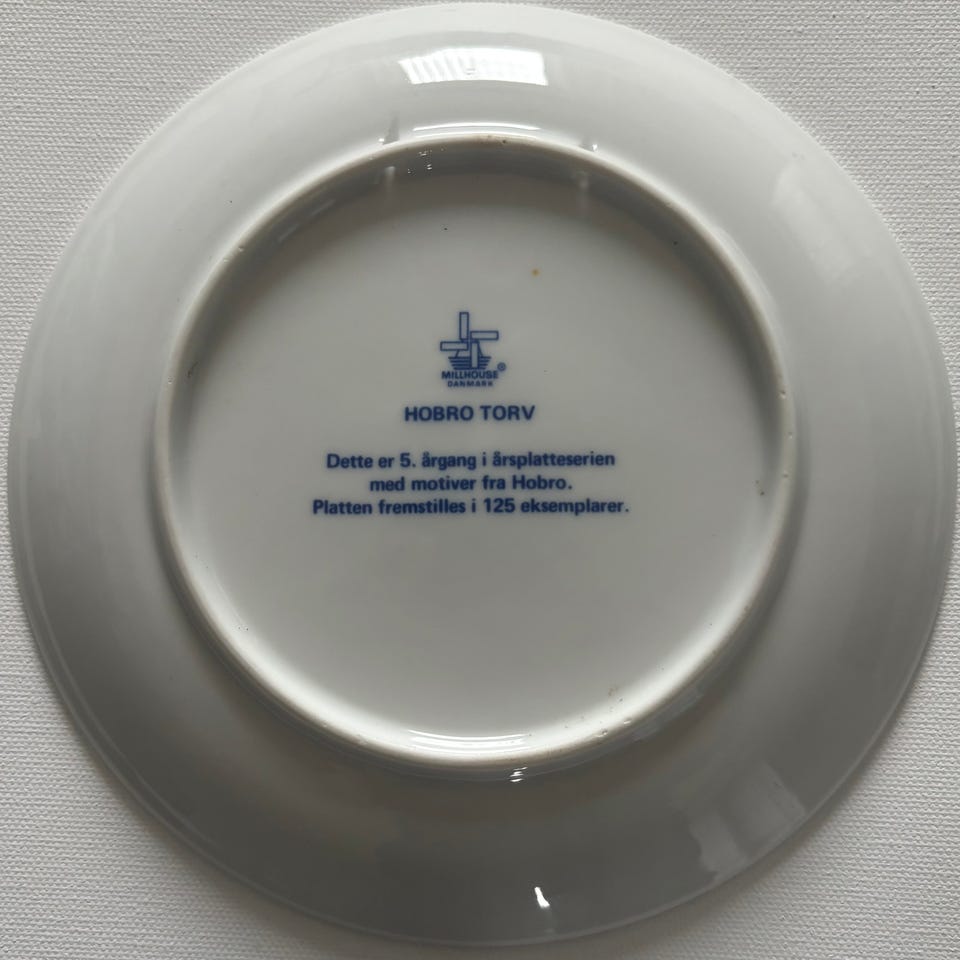 MILLHOUSE®
DANMARK
HOBRO TORV
Dette er 5. årgang i årsplatteserien
med motiver fra Hobro.
Platten fremstilles i 125 eksemplarer.